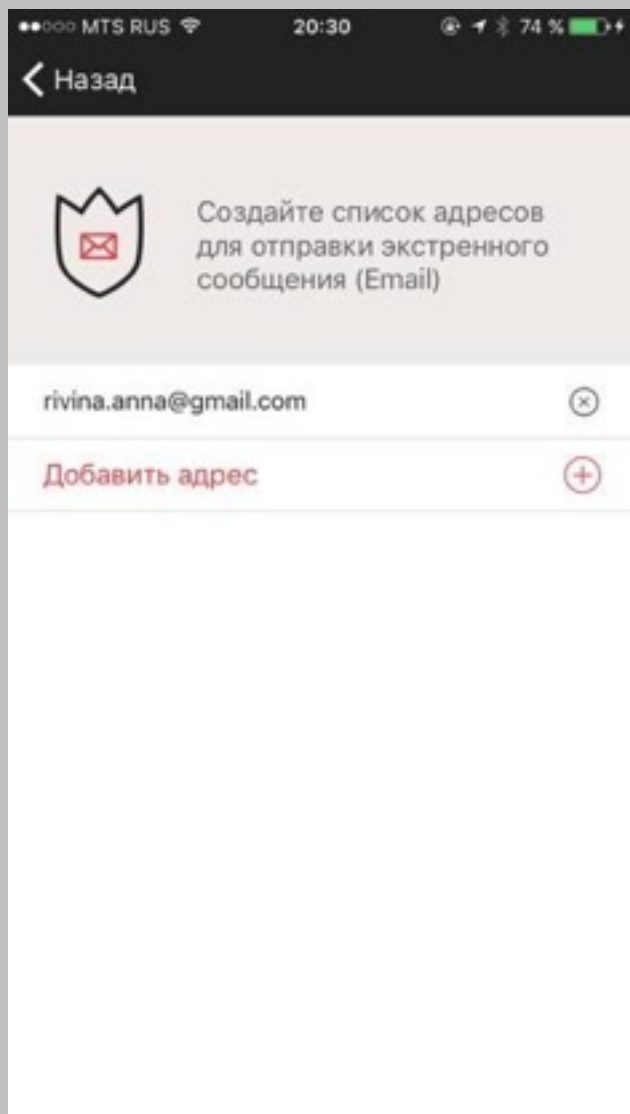 MTS RUS 20:30 74 %
Назад
Создайте список адресов
для отправки экстренного
сообщения (Email)
rivina.anna@gmail.com
Добавить адрес